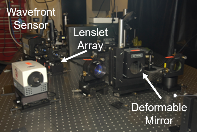 Wavefront
Sensor
Lenslet
Array
Deformable
Mirror